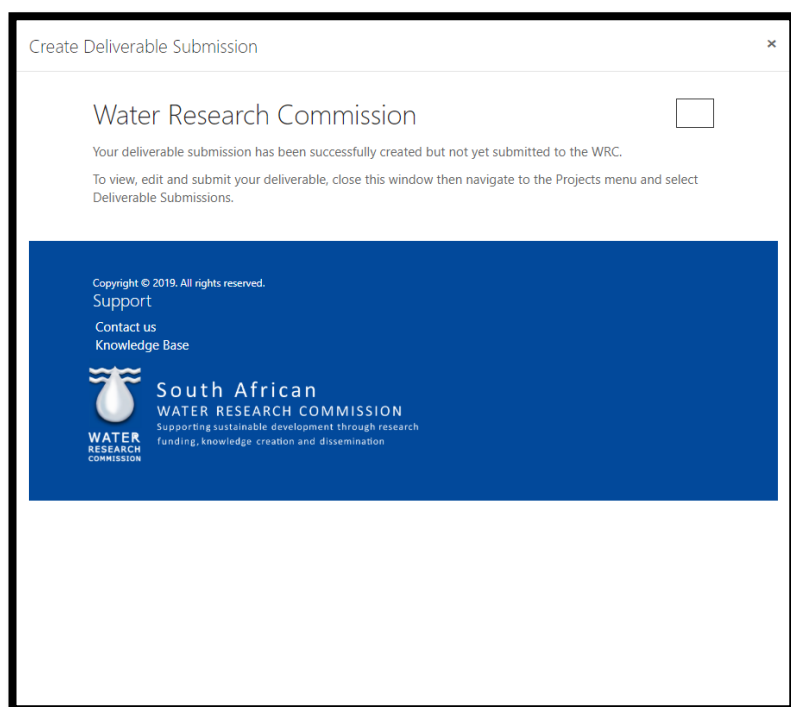 Create Deliverable Submission ×
Water Research Commission
Your deliverable submission has been successfully created but not yet submitted to the WRC.
To view, edit and submit your deliverable, close this window then navigate to the Projects menu and select
Deliverable Submissions.
Copyright © 2019. All rights reserved.
Support
Contact us
Knowledge Base
South African
WATER RESEARCH COMMISSION
Supporting sustainable development through research
funding, knowledge creation and dissemination
WATER
RESEARCH
COMMISSION